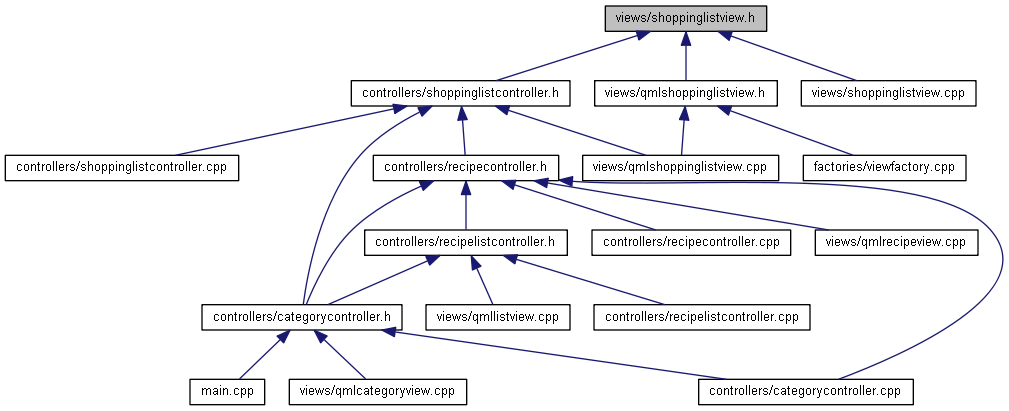 views/shoppinglistview.h
controllers/shoppinglistcontroller.h
views/qmlshoppinglistview.h
views/shoppinglistview.cpp
controllers/shoppinglistcontroller.cpp
controllers/recipecontroller.h
views/qmlshoppinglistview.cpp
factories/viewfactory.cpp
controllers/recipelistcontroller.h
controllers/recipecontroller.cpp
views/qmlrecipeview.cpp
controllers/categorycontroller.h
views/qmllistview.cpp
controllers/recipelistcontroller.cpp
main.cpp
views/qmlcategoryview.cpp
controllers/categorycontroller.cpp